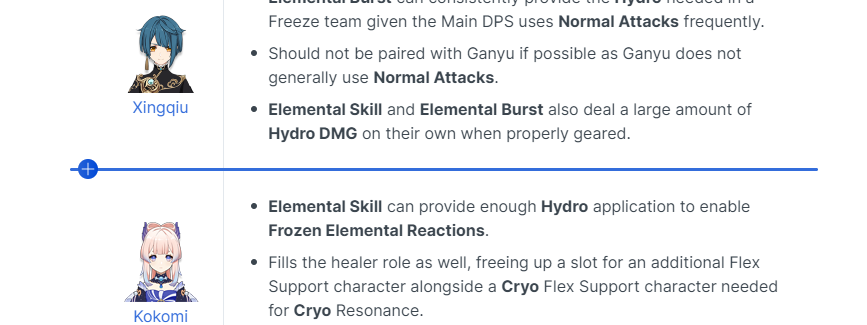 Elemental Burst can consistently provide the Hydro needed in a
Freeze team given the Main DPS uses Normal Attacks frequently.
Should not be paired with Ganyu if possible as Ganyu does not
generally use Normal Attacks.
Elemental Skill and Elemental Burst also deal a large amount of
Hydro DMG on their own when properly geared.
Xingqiu
Elemental Skill can provide enough Hydro application to enable
Frozen Elemental Reactions.
Fills the healer role as well, freeing up a slot for an additional Flex
Support character alongside a Cryo Flex Support character needed
for Cryo Resonance.
Kokomi